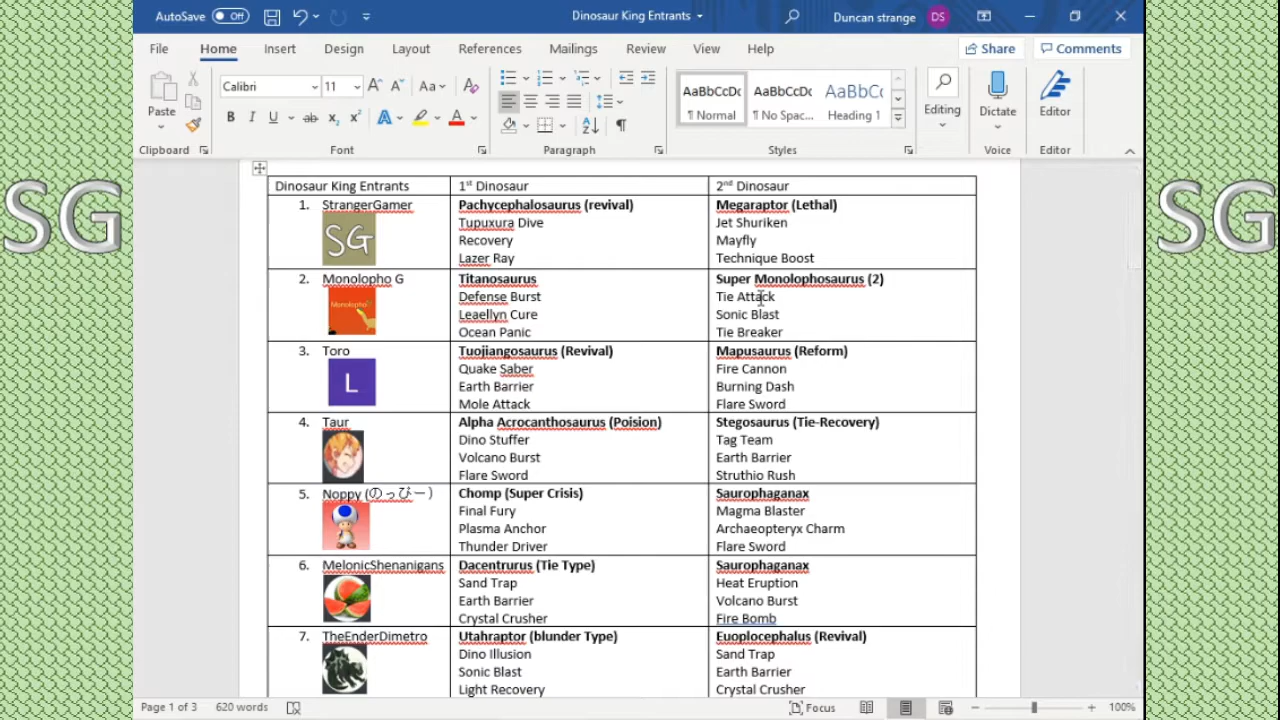 AutoSave Off Dinosaur King Entrants Duncan strange DS
File Home Insert Design Layout References Mailings Review View Help Share Comments
Paste Calibri 11 Aa AaBbCcDc ¶ Normal AaBbCcDc ¶ No Spac... AaBbCc Heading 1 Editing Dictate Editor
Clipboard Font Paragraph Styles Voice Editor
SG
SG
Dinosaur King Entrants 1st Dinosaur 2nd Dinosaur
1. StrangerGamer Pachycephalosaurus (revival) Megaraptor (Lethal)
SG Tupuxura Dive Jet Shuriken
Recovery Mayfly
Lazer Ray Technique Boost
2. Monolopho G Titanosaurus Super Monolophosaurus (2)
Monolopho Defense Burst Tie Attack
Leaellyn Cure Sonic Blast
Ocean Panic Tie Breaker
3. Toro Tuojiangosaurus (Revival) Mapusaurus (Reform)
L Quake Saber Fire Cannon
Earth Barrier Burning Dash
Mole Attack Flare Sword
4. Taur Alpha Acrocanthosaurus (Poision) Stegosaurus (Tie-Recovery)
Dino Stuffer Tag Team
Volcano Burst Earth Barrier
Flare Sword Struthio Rush
5. Noppy (のっぴー) Chomp (Super Crisis) Saurophaganax
Final Fury Magma Blaster
Plasma Anchor Archaeopteryx Charm
Thunder Driver Flare Sword
6. MelonicShenanigans Dacentrurus (Tie Type) Saurophaganax
Sand Trap Heat Eruption
Earth Barrier Volcano Burst
Crystal Crusher Fire Bomb
7. TheEnderDimetro Utahraptor (blunder Type) Euoplocephalus (Revival)
Dino Illusion Sand Trap
Sonic Blast Earth Barrier
Light Recovery Crystal Crusher
Page 1 of 3 620 words Focus 100%